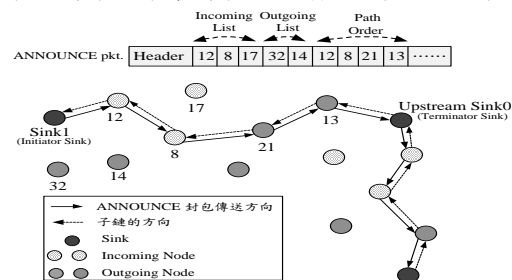 Incoming Outgoing Path
List List Order
ANNOUNCE pkt. Header 12 8 17 32 14 12 8 21 13 ······
17
12
13
Upstream Sink0
(Terminator Sink)
Sink1
(Initiator Sink)
8
21
32
14
ANNOUNCE 封包傳送方向
子鏈的方向
Sink
Incoming Node
Outgoing Node